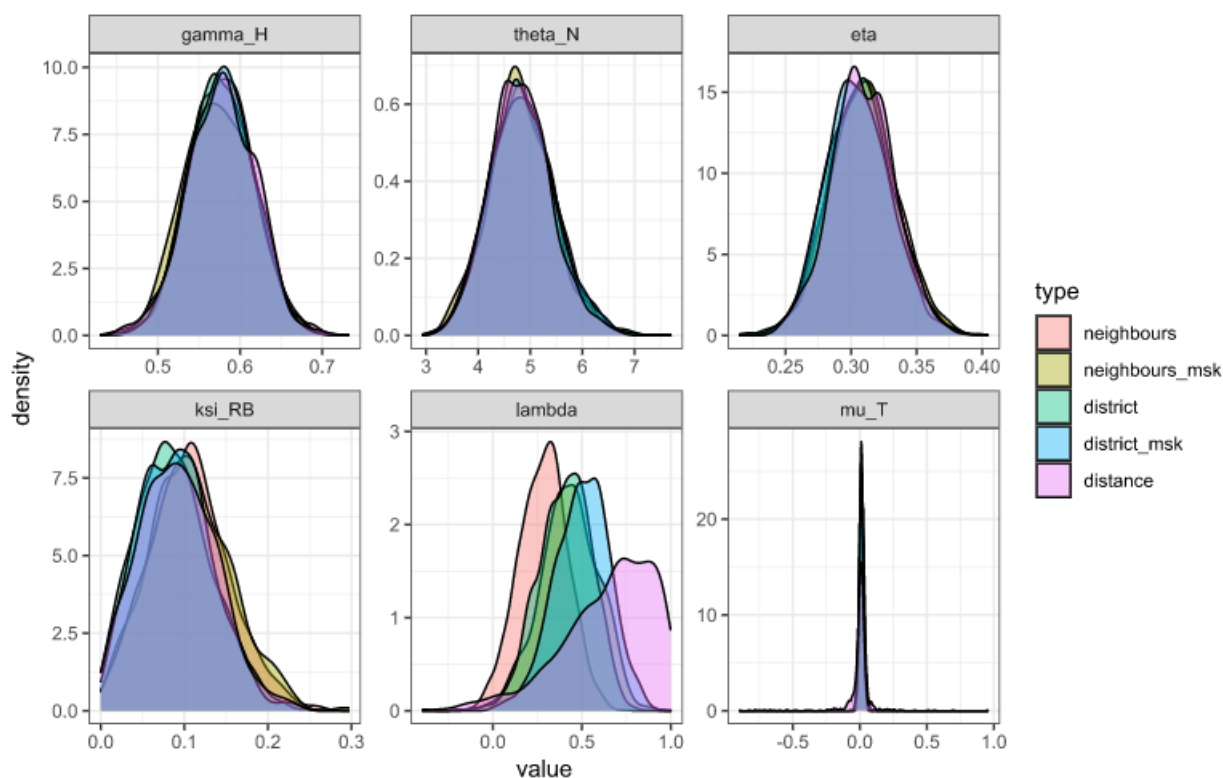 gamma_H
theta_N
eta
10.0
7.5
5.0
2.5
0.0
0.5 0.6 0.7
0.6
0.4
0.2
0.0
3 4 5 6 7
15
10
5
0
0.25 0.30 0.35 0.40
density
ksi_RB
lambda
mu_T
7.5
5.0
2.5
0.0
0.0 0.1 0.2 0.3
3
2
1
0
0.0 0.5 1.0
20
10
0
-0.5 0.0 0.5 1.0
value
type
neighbours
neighbours_msk
district
district_msk
distance